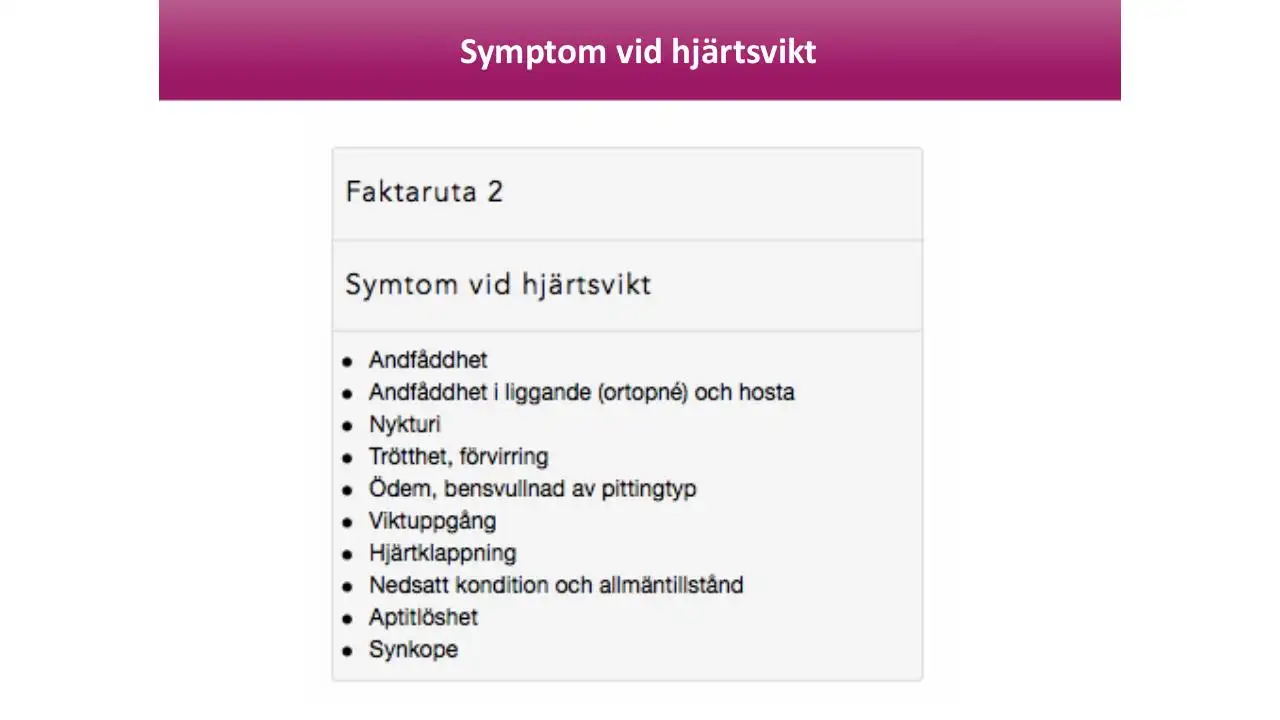 Symptom vid hjärtsvikt
Faktaruta 2
Symtom vid hjärtsvikt
• Andfåddhet
• Andfåddhet i liggande (ortopné) och hosta
• Nykturi
• Trötthet, förvirring
• Ödem, bensvullnad av pittingtyp
• Viktuppgång
• Hjärtklappning
• Nedsatt kondition och allmäntillstånd
• Aptitlöshet
• Synkope